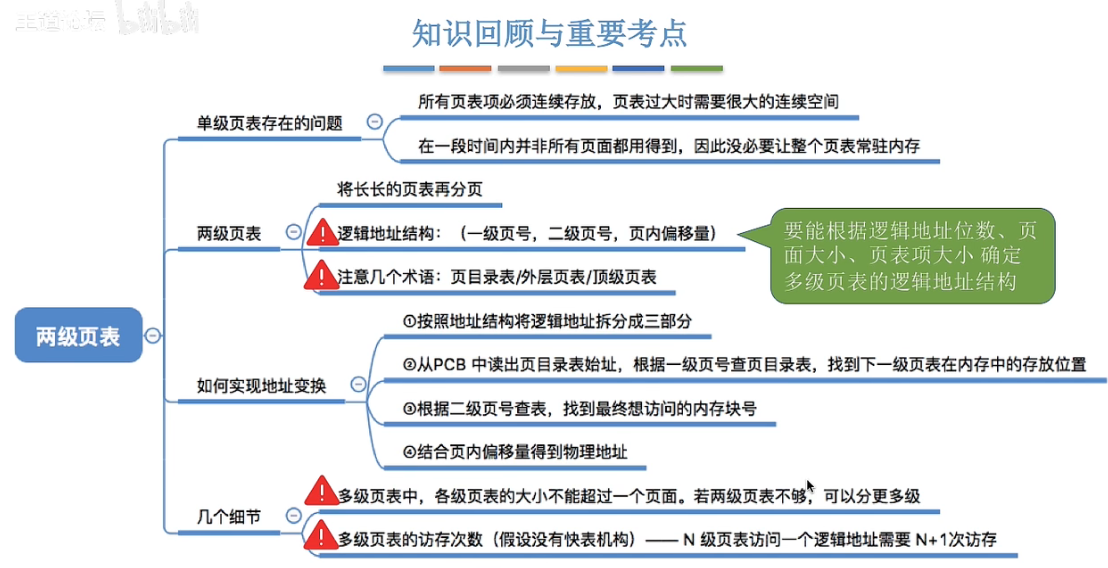 王道论坛 bilibili
知识回顾与重要考点
所有页表项必须连续存放，页表过大时需要很大的连续空间
单级页表存在的问题
在一段时间内并非所有页面都用得到，因此没必要让整个页表常驻内存
将长长的页表再分页
两级页表
逻辑地址结构：（一级页号，二级页号，页内偏移量）
要能根据逻辑地址位数、页
面大小、页表项大小 确定
多级页表的逻辑地址结构
注意几个术语：页目录表/外层页表/顶级页表
两级页表
①按照地址结构将逻辑地址拆分成三部分
②从PCB 中读出页目录表始址，根据一级页号查页目录表，找到下一级页表在内存中的存放位置
如何实现地址变换
③根据二级页号查表，找到最终想访问的内存块号
④结合页内偏移量得到物理地址
多级页表中，各级页表的大小不能超过一个页面。若两级页表不够，可以分更多级
几个细节
多级页表的访存次数（假设没有快表机构）—— N 级页表访问一个逻辑地址需要 N+1次访存